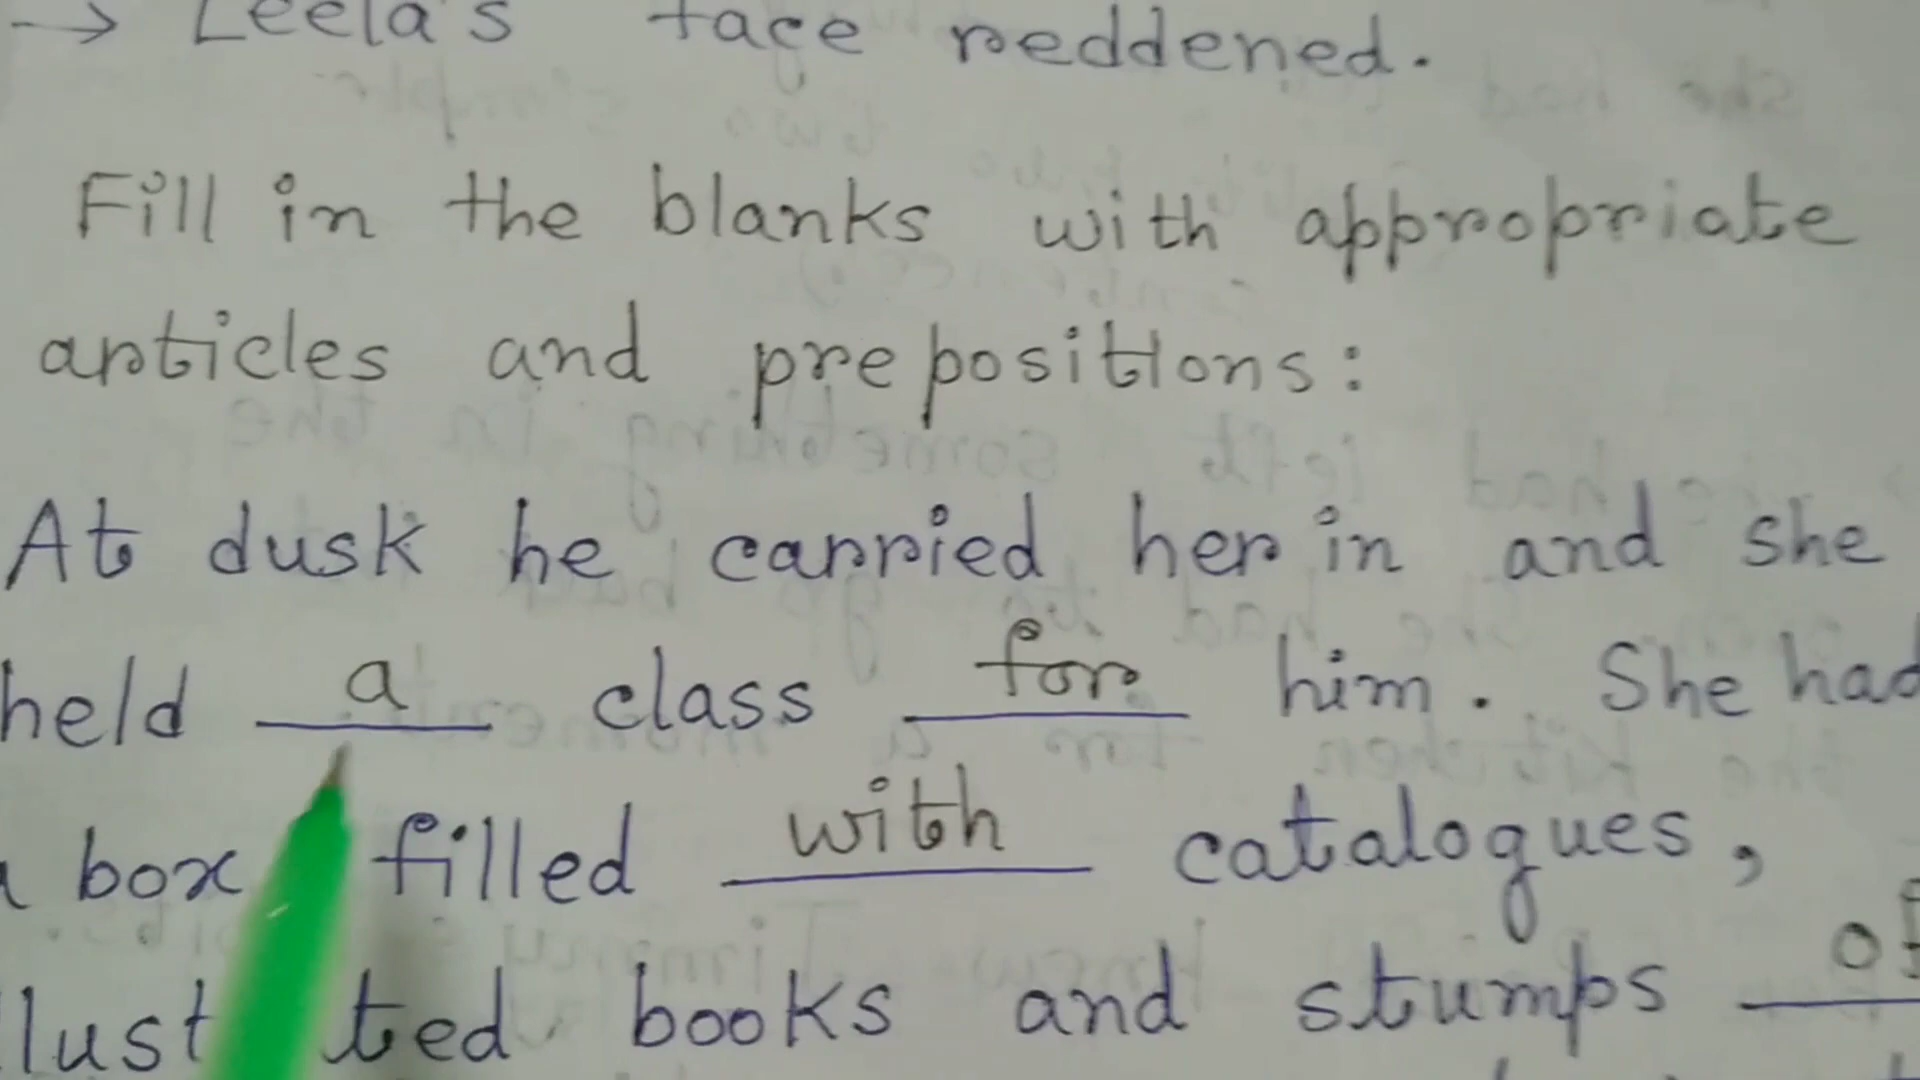 → Leela's face reddened.
Fill in the blanks with appropriate
articles and prepositions:
At dusk he carried her in and she
held a class for him. She had
a box filled with catalogues,
ted books and stumps of